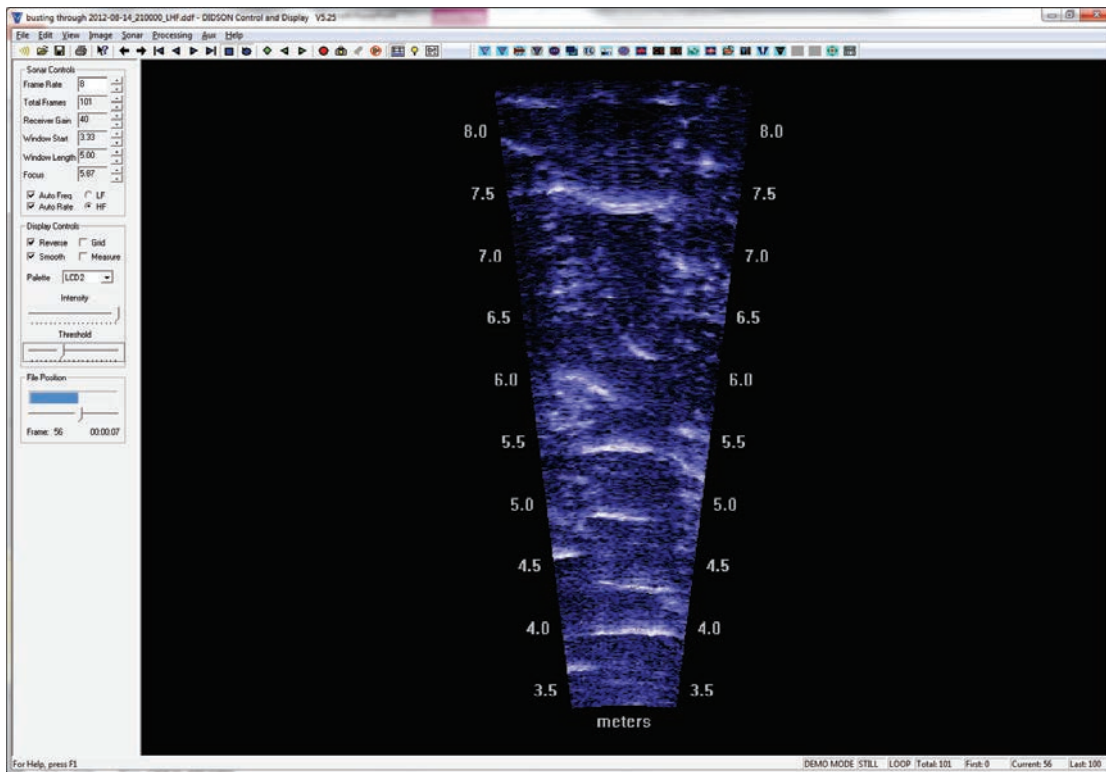 busting through 2012-08-14_210000_LHF.ddf - DIDSON Control and Display V5.25
File Edit View Image Sonar Processing Aux Help
Sonar Controls
Frame Rate 8
Total Frames 101
Receiver Gain 40
Window Start 3.33
Window Length 5.00
Focus 5.87
Auto Freq LF
Auto Rate HF
Display Controls
Reverse Grid
Smooth Measure
Palette LCD2
Intensity
Threshold
File Position
Frame: 56 00:00:07
8.0 8.0
7.5 7.5
7.0 7.0
6.5 6.5
6.0 6.0
5.5 5.5
5.0 5.0
4.5 4.5
4.0 4.0
3.5 3.5
meters
For Help, press F1 DEMO MODE STILL LOOP Total: 101 First: 0 Current: 56 Last: 100